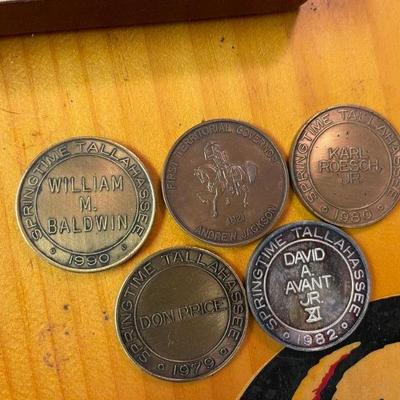 SPRINGTIME TALLAHASSEE
WILLIAM
M.
BALDWIN
1990
FIRST TERRITORIAL GOVERNOR
1821
ANDREW JACKSON
SPRINGTIME TALLAHASSEE
KARL
ROESCH,
JR.
1980
SPRINGTIME TALLAHASSEE
DON PRICE
1979
SPRINGTIME TALLAHASSEE
DAVID
A.
AVANT
JR.
XI
1982